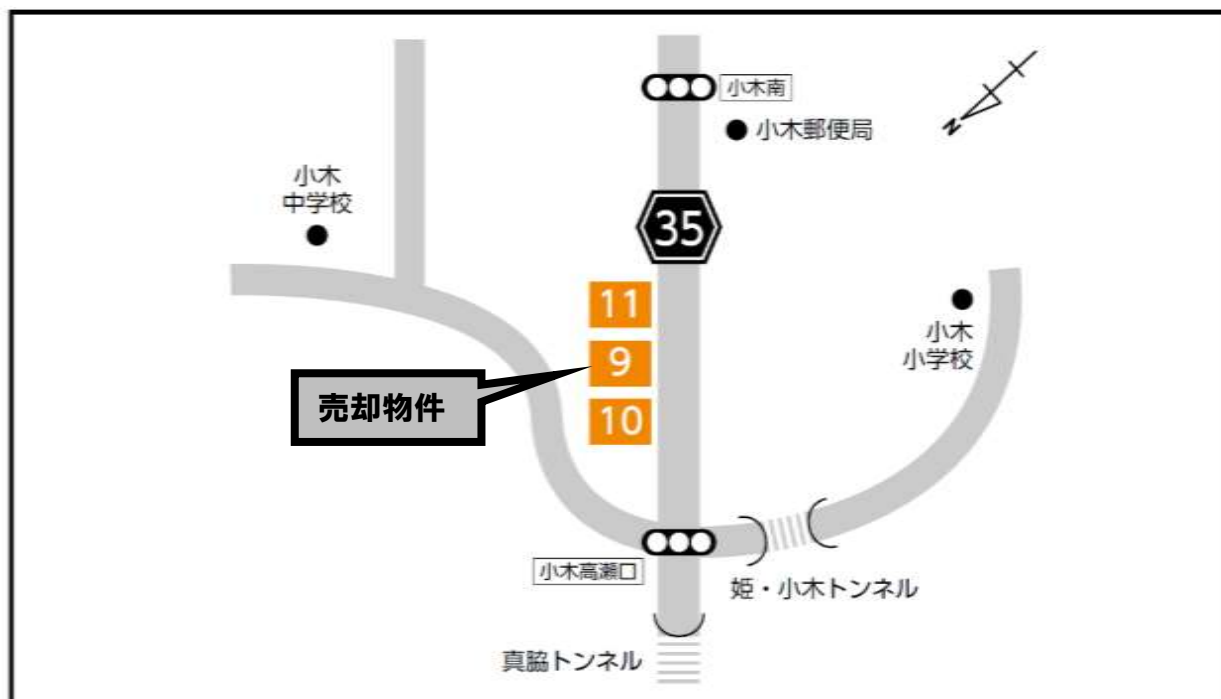 小木南
小木郵便局
N
小木
中学校
35
11
小木
小学校
9
売却物件
10
小木高瀬口
姫・小木トンネル
真脇トンネル